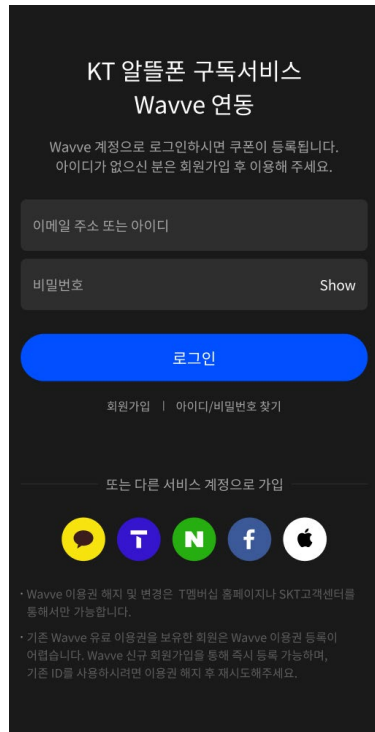 KT 알뜰폰 구독서비스
Wavve 연동
Wavve 계정으로 로그인하시면 쿠폰이 등록됩니다.
아이디가 없으신 분은 회원가입 후 이용해 주세요.
이메일 주소 또는 아이디
비밀번호 Show
로그인
회원가입 | 아이디/비밀번호 찾기
또는 다른 서비스 계정으로 가입
T N f
• Wavve 이용권 해지 및 변경은 T멤버십 홈페이지나 SKT고객센터를
통해서만 가능합니다.
• 기존 Wavve 유료 이용권을 보유한 회원은 Wavve 이용권 등록이
어렵습니다. Wavve 신규 회원가입을 통해 즉시 등록 가능하며,
기존 ID를 사용하시려면 이용권 해지 후 재시도해주세요.